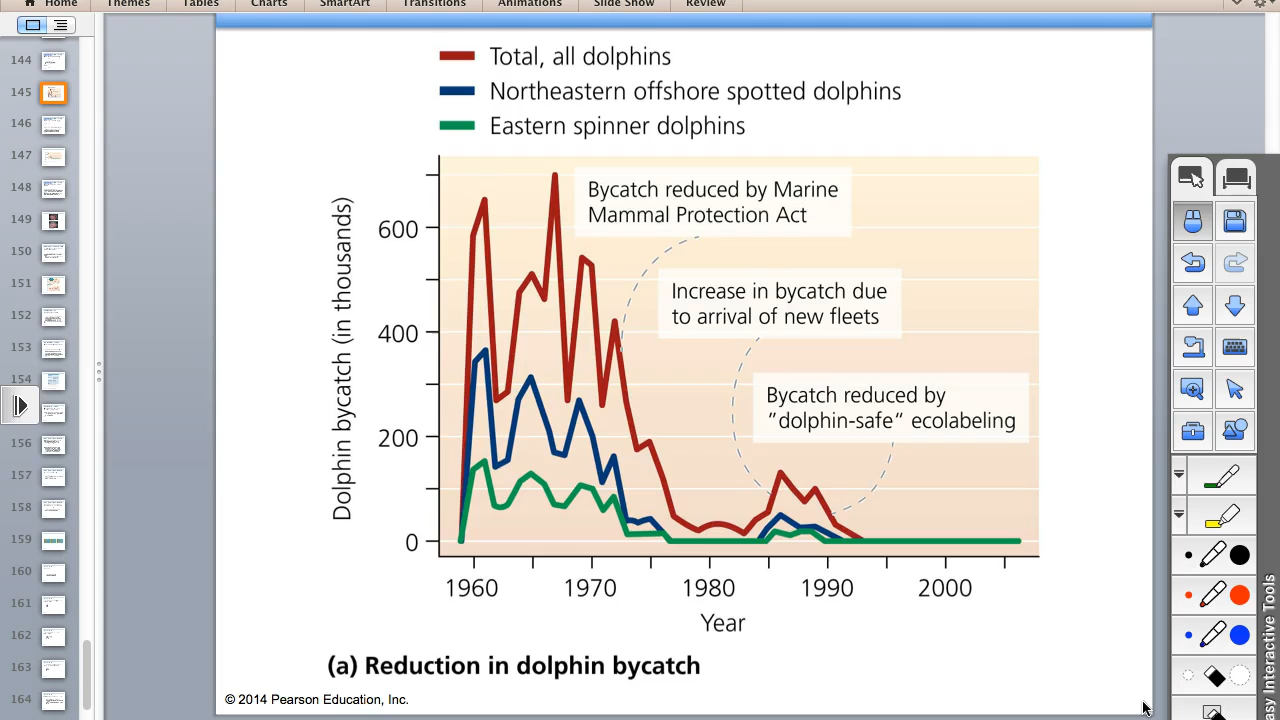 Home Themes Tables Charts SmartArt Transitions Animations Slide Show Review
144
145
146
147
148
149
150
151
122
153
154
156
157
158
159
160
161
162
163
164
Total, all dolphins
Northeastern offshore spotted dolphins
Eastern spinner dolphins
Dolphin bycatch (in thousands)
600
400
200
0
Bycatch reduced by Marine
Mammal Protection Act
Increase in bycatch due
to arrival of new fleets
Bycatch reduced by
”dolphin-safe“ ecolabeling
1960 1970 1980 1990 2000
Year
(a) Reduction in dolphin bycatch
© 2014 Pearson Education, Inc.
Interactive Tools